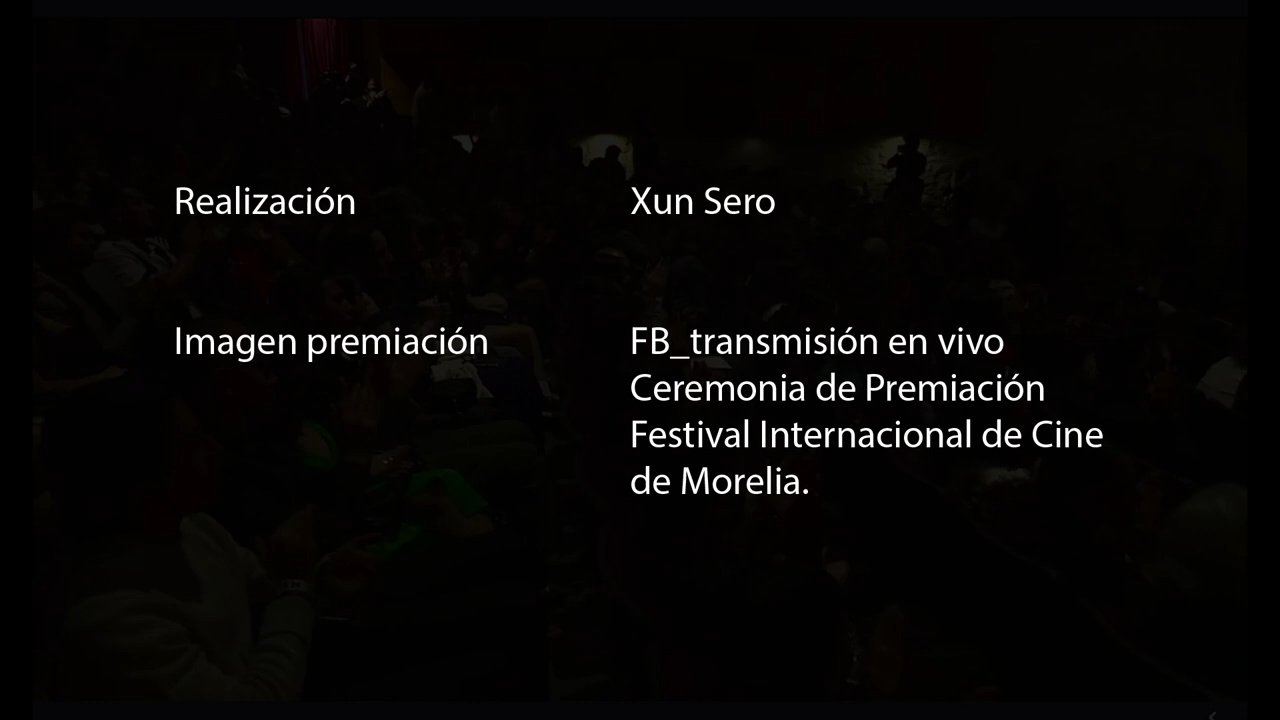 Realización
Xun Sero
Imagen premiación
FB_transmisión en vivo
Ceremonia de Premiación
Festival Internacional de Cine
de Morelia.